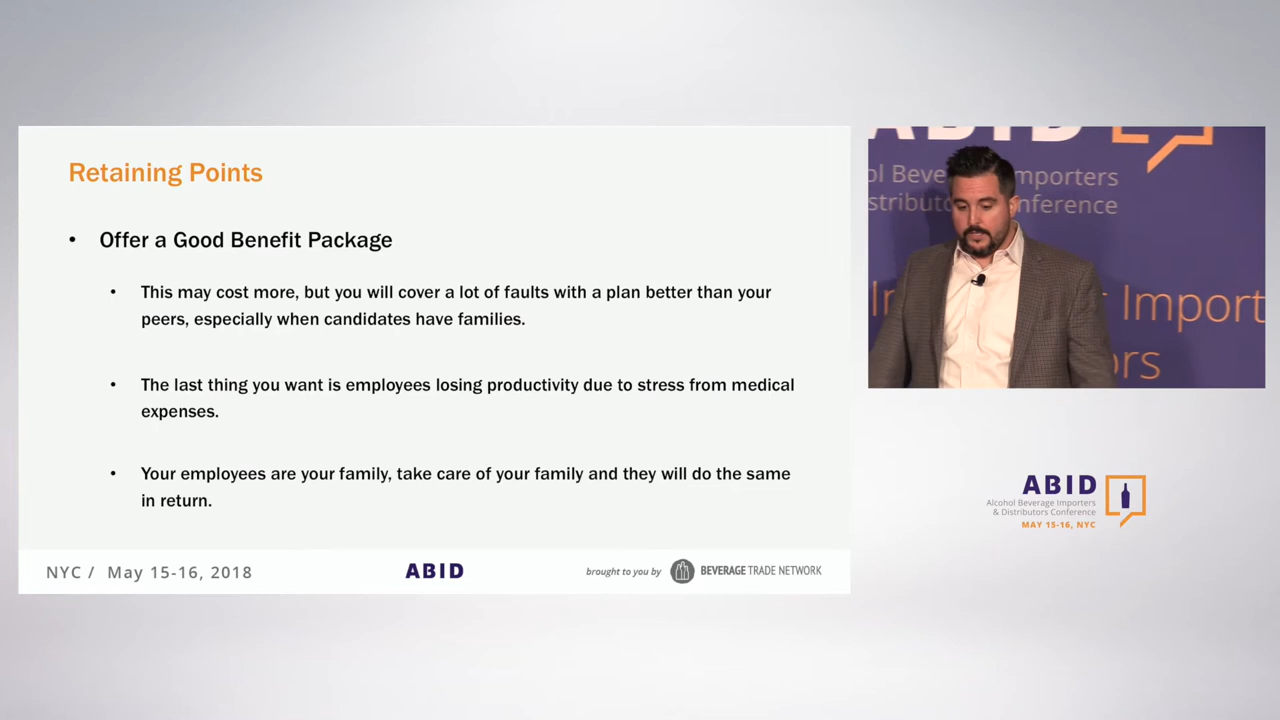 Retaining Points
• Offer a Good Benefit Package
• This may cost more, but you will cover a lot of faults with a plan better than your
peers, especially when candidates have families.
• The last thing you want is employees losing productivity due to stress from medical
expenses.
• Your employees are your family, take care of your family and they will do the same
in return.
NYC / May 15-16, 2018
ABID
brought to you by
BEVERAGE TRADE NETWORK
ABID
ol Beve mporters
stributo nference
In r Import
ors
ABID
Alcohol Beverage Importers
& Distributors Conference
MAY 15-16, NYC